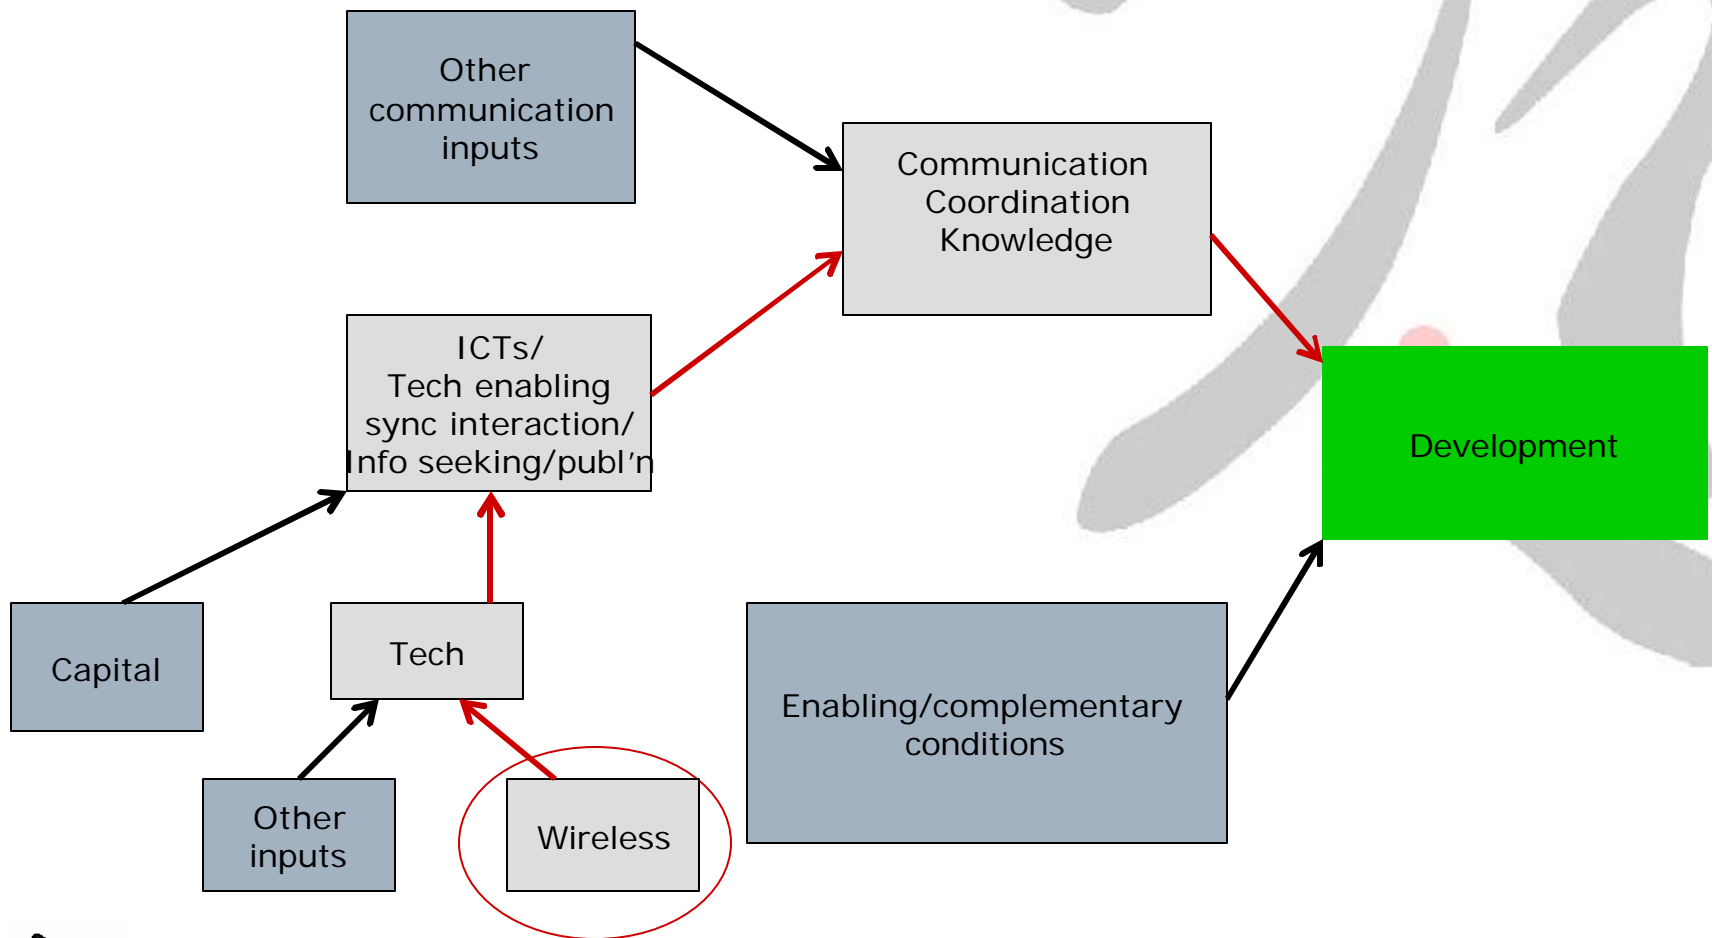 Other
communication
inputs
Communication
Coordination
Knowledge
ICTs/
Tech enabling
sync interaction/
Info seeking/publ’n
Development
Capital
Tech
Enabling/complementary
conditions
Other
inputs
Wireless